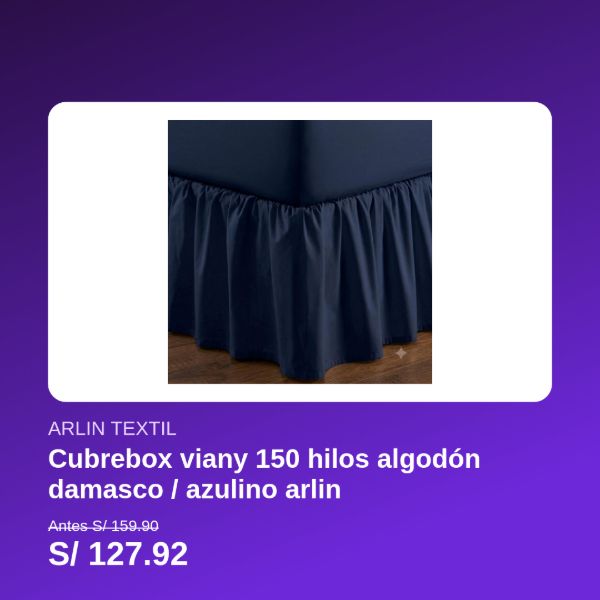 ARLIN TEXTIL
Cubrebox viany 150 hilos algodón
damasco / azulino arlin
Antes S/ 159.90
S/ 127.92